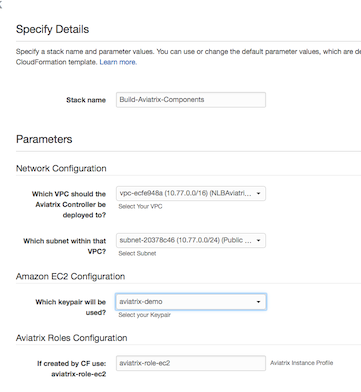 Specify Details
Specify a stack name and parameter values. You can use or change the default parameter values, which are de
CloudFormation template. Learn more.
Stack name
Build-Aviatrix-Components
Parameters
Network Configuration
Which VPC should the
Aviatrix Controller be
deployed to?
vpc-ecfe948a (10.77.0.0/16) (NLBAviatri...
Select Your VPC
Which subnet within that
VPC?
subnet-20378c46 (10.77.0.0/24) (Public ...
Select Subnet
Amazon EC2 Configuration
Which keypair will be
used?
aviatrix-demo
Select your Keypair
Aviatrix Roles Configuration
If created by CF use:
aviatrix-role-ec2
aviatrix-role-ec2
Aviatrix Instance Profile